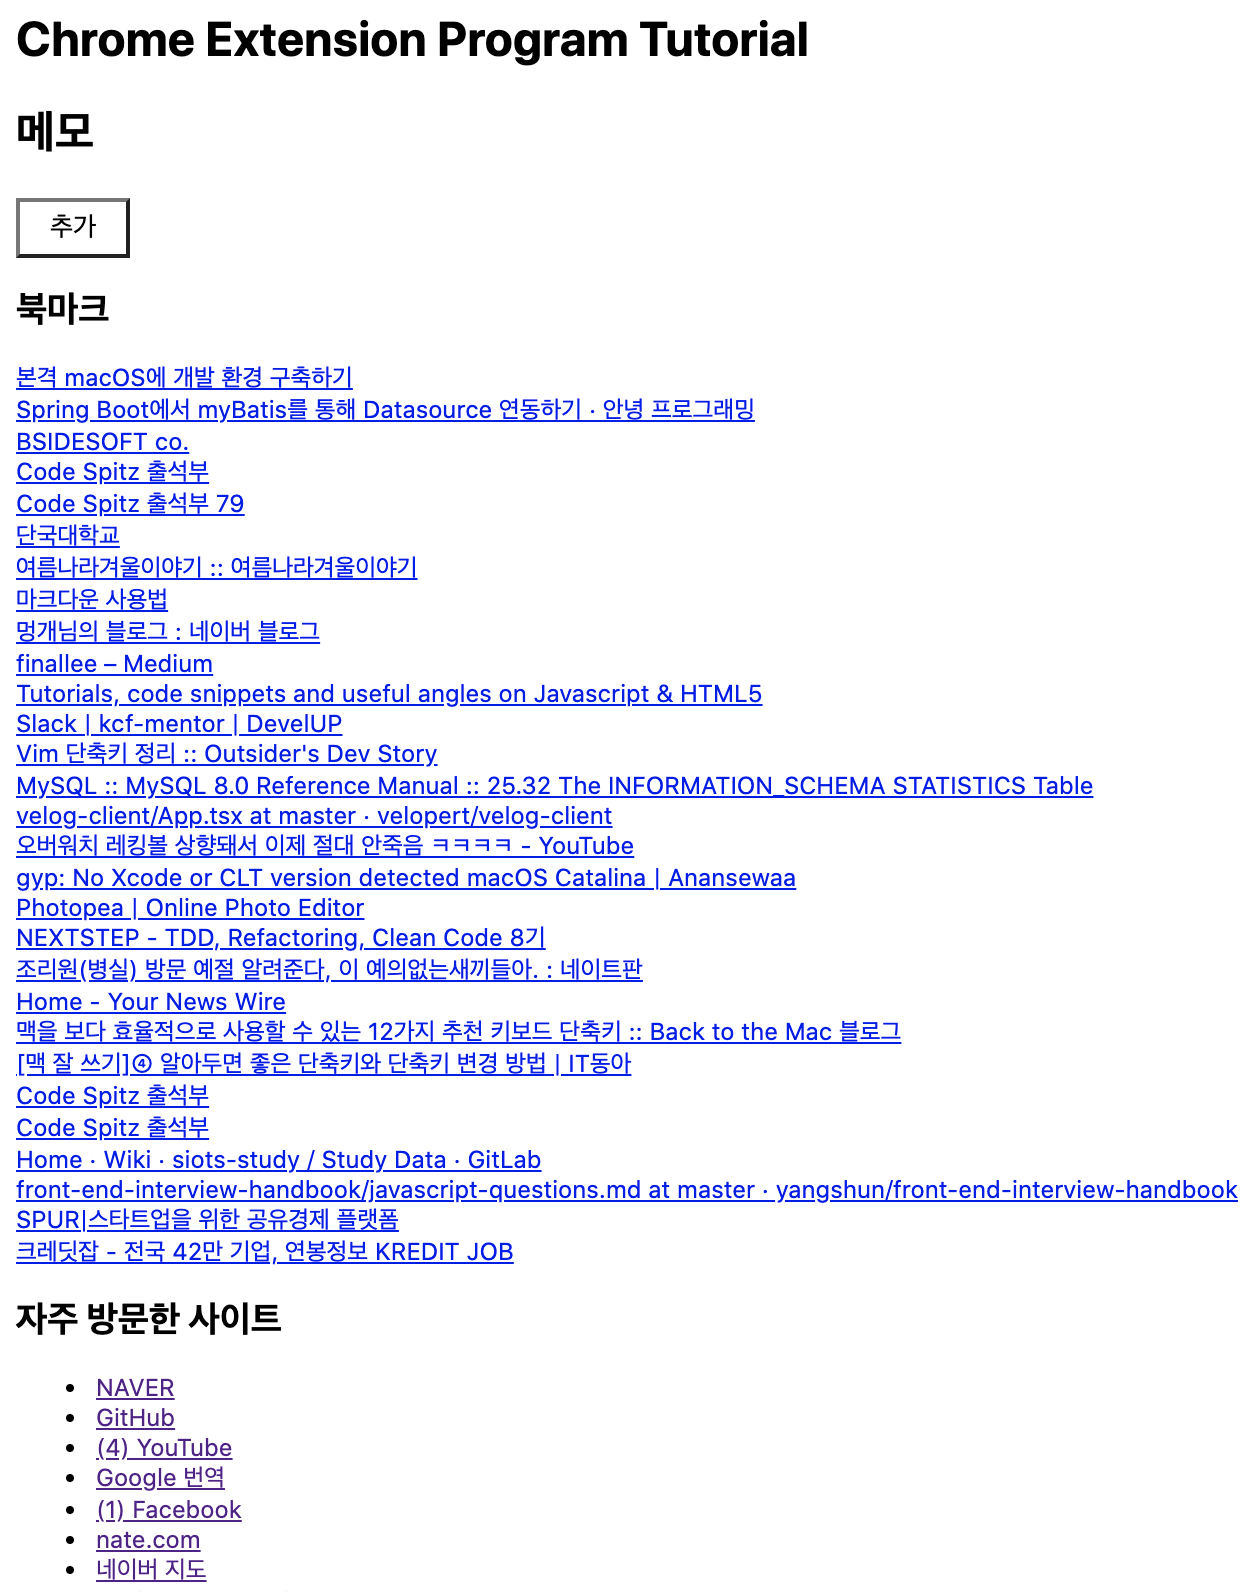 Chrome Extension Program Tutorial
메모
추가
북마크
본격 macOS에 개발 환경 구축하기
Spring Boot에서 myBatis를 통해 Datasource 연동하기 · 안녕 프로그래밍
BSIDESOFT co.
Code Spitz 출석부
Code Spitz 출석부 79
단국대학교
여름나라겨울이야기 :: 여름나라겨울이야기
마크다운 사용법
멍개님의 블로그 : 네이버 블로그
finallee – Medium
Tutorials, code snippets and useful angles on Javascript & HTML5
Slack | kcf-mentor | DevelUP
Vim 단축키 정리 :: Outsider's Dev Story
MySQL :: MySQL 8.0 Reference Manual :: 25.32 The INFORMATION_SCHEMA STATISTICS Table
velog-client/App.tsx at master · velopert/velog-client
오버워치 레킹볼 상향돼서 이제 절대 안죽음 ㅋㅋㅋㅋ - YouTube
gyp: No Xcode or CLT version detected macOS Catalina | Anansewaa
Photopea | Online Photo Editor
NEXTSTEP - TDD, Refactoring, Clean Code 8기
조리원(병실) 방문 예절 알려준다, 이 예의없는새끼들아. : 네이트판
Home - Your News Wire
맥을 보다 효율적으로 사용할 수 있는 12가지 추천 키보드 단축키 :: Back to the Mac 블로그
[맥 잘 쓰기]④ 알아두면 좋은 단축키와 단축키 변경 방법 | IT동아
Code Spitz 출석부
Code Spitz 출석부
Home · Wiki · siots-study / Study Data · GitLab
front-end-interview-handbook/javascript-questions.md at master · yangshun/front-end-interview-handbook
SPUR|스타트업을 위한 공유경제 플랫폼
크레딧잡 - 전국 42만 기업, 연봉정보 KREDIT JOB
자주 방문한 사이트
• NAVER
• GitHub
• (4) YouTube
• Google 번역
• (1) Facebook
• nate.com
• 네이버 지도